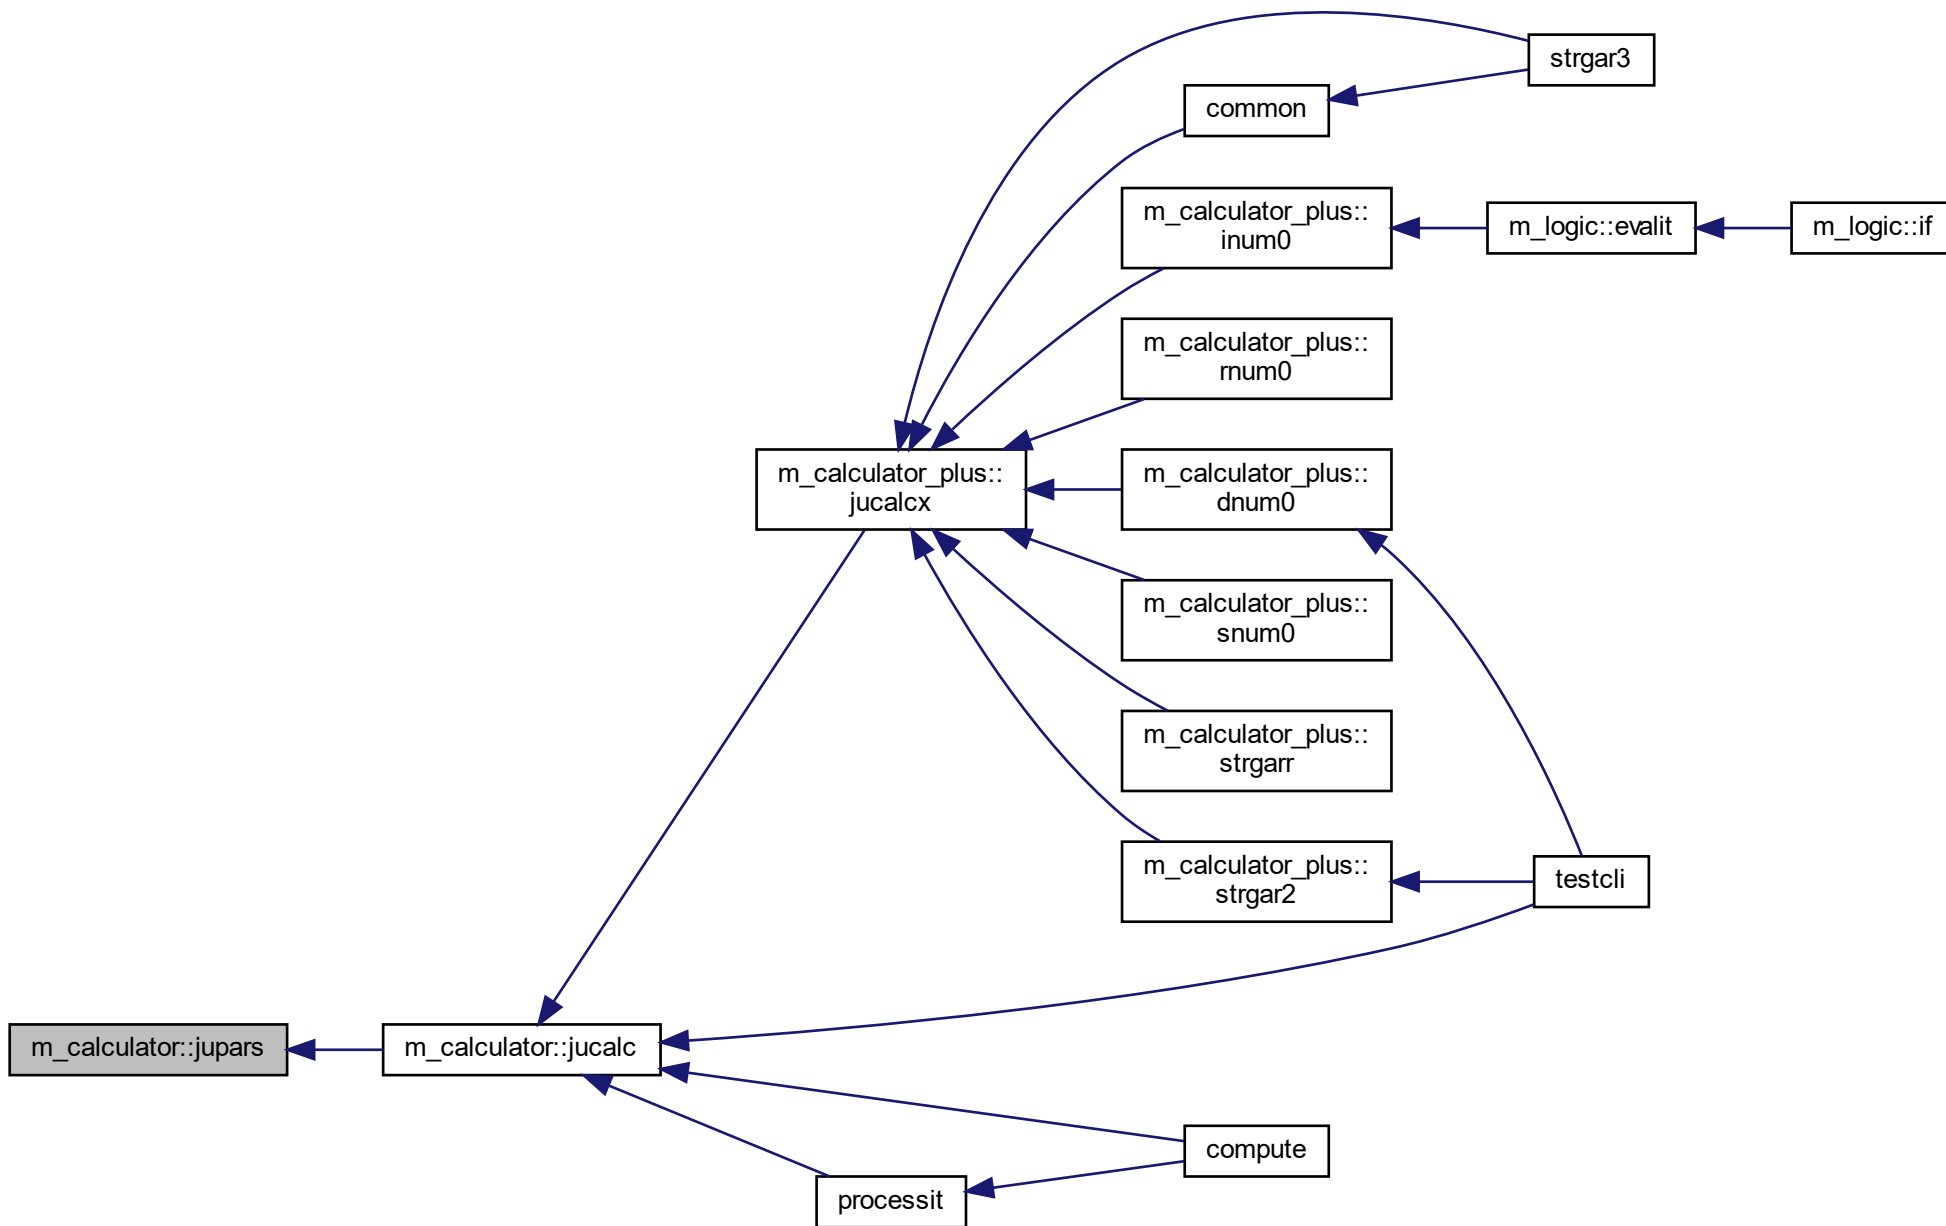 strgar3
common
m_calculator_plus::
inum0
m_logic::evalit
m_logic::if
m_calculator_plus::
rnum0
m_calculator_plus::
jucalcx
m_calculator_plus::
dnum0
m_calculator_plus::
snum0
m_calculator_plus::
strgarr
m_calculator_plus::
strgar2
testcli
m_calculator::jupars
m_calculator::jucalc
compute
processit